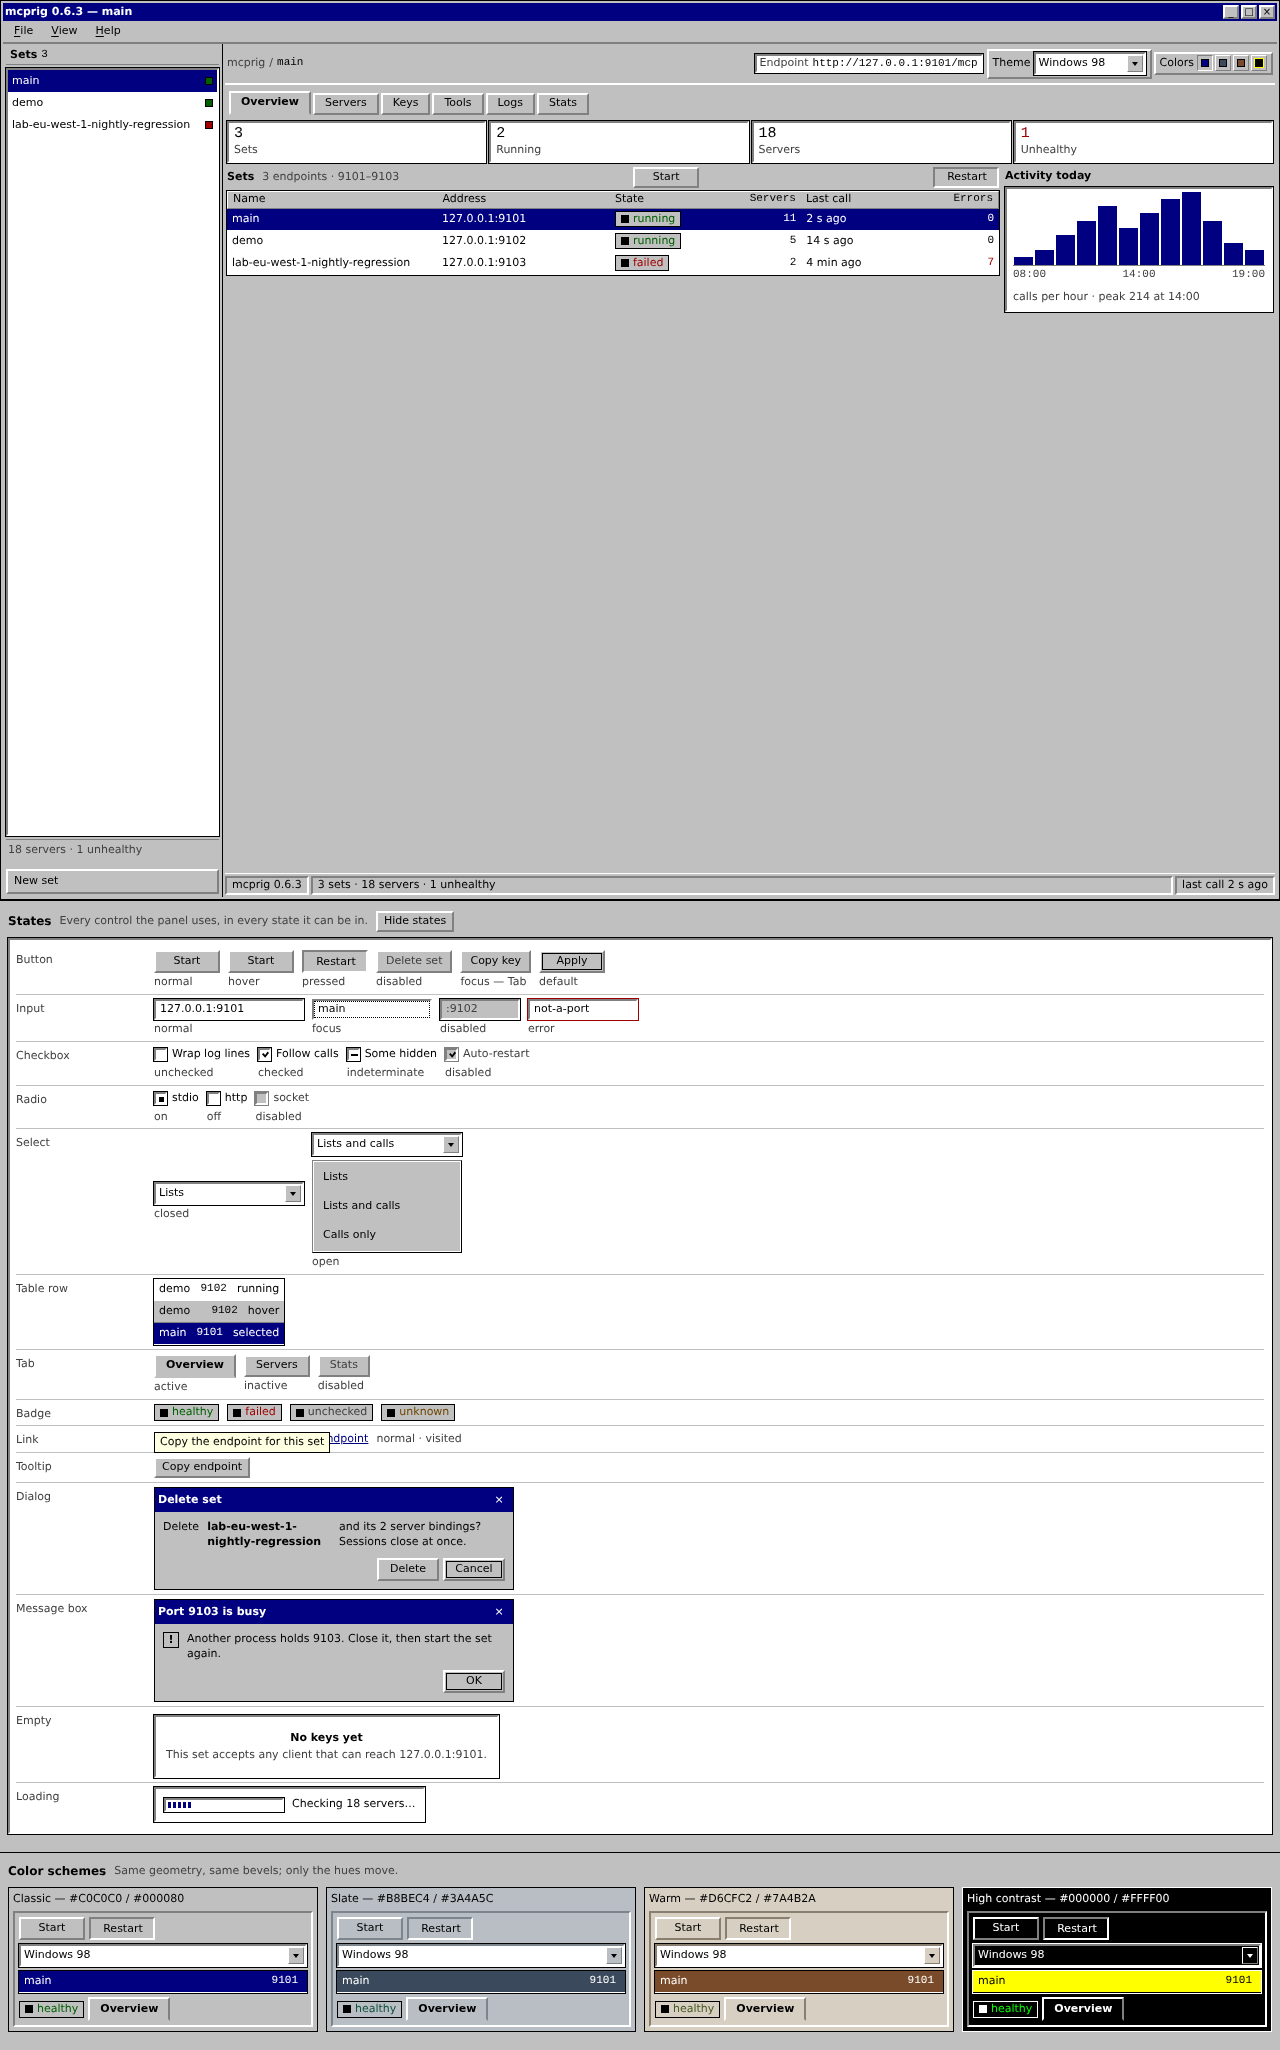 mcprig 0.6.3 — main
File View Help
Sets 3
main
demo
lab-eu-west-1-nightly-regression
18 servers · 1 unhealthy
New set
mcprig / main
Endpoint http://127.0.0.1:9101/mcp
Theme Windows 98
Colors
Overview Servers Keys Tools Logs Stats
3
Sets
2
Running
18
Servers
1
Unhealthy
Sets 3 endpoints · 9101–9103 Start Restart
Name Address State Servers Last call Errors
main 127.0.0.1:9101 running 11 2 s ago 0
demo 127.0.0.1:9102 running 5 14 s ago 0
lab-eu-west-1-nightly-regression 127.0.0.1:9103 failed 2 4 min ago 7
Activity today
08:00 14:00 19:00
calls per hour · peak 214 at 14:00
mcprig 0.6.3 3 sets · 18 servers · 1 unhealthy last call 2 s ago
States Every control the panel uses, in every state it can be in. Hide states
Button Start Start Restart Delete set Copy key Apply
normal hover pressed disabled focus — Tab default
Input 127.0.0.1:9101 main :9102 not-a-port
normal focus disabled error
Checkbox Wrap log lines Follow calls Some hidden Auto-restart
unchecked checked indeterminate disabled
Radio stdio http socket
on off disabled
Select
Lists
closed
Lists and calls
Lists
Lists and calls
Calls only
open
Table row
demo 9102 running
demo 9102 hover
main 9101 selected
Tab Overview Servers Stats
active inactive disabled
Badge healthy failed unchecked unknown
Link Copy the endpoint for this set ndpoint normal · visited
Tooltip Copy endpoint
Dialog
Delete set ×
Delete lab-eu-west-1- and its 2 server bindings?
nightly-regression Sessions close at once.
Delete Cancel
Message box
Port 9103 is busy ×
! Another process holds 9103. Close it, then start the set
again.
OK
Empty
No keys yet
This set accepts any client that can reach 127.0.0.1:9101.
Loading
Checking 18 servers…
Color schemes Same geometry, same bevels; only the hues move.
Classic — #C0C0C0 / #000080
Start Restart
Windows 98
main 9101
healthy Overview
Slate — #B8BEC4 / #3A4A5C
Start Restart
Windows 98
main 9101
healthy Overview
Warm — #D6CFC2 / #7A4B2A
Start Restart
Windows 98
main 9101
healthy Overview
High contrast — #000000 / #FFFF00
Start Restart
Windows 98
main 9101
healthy Overview